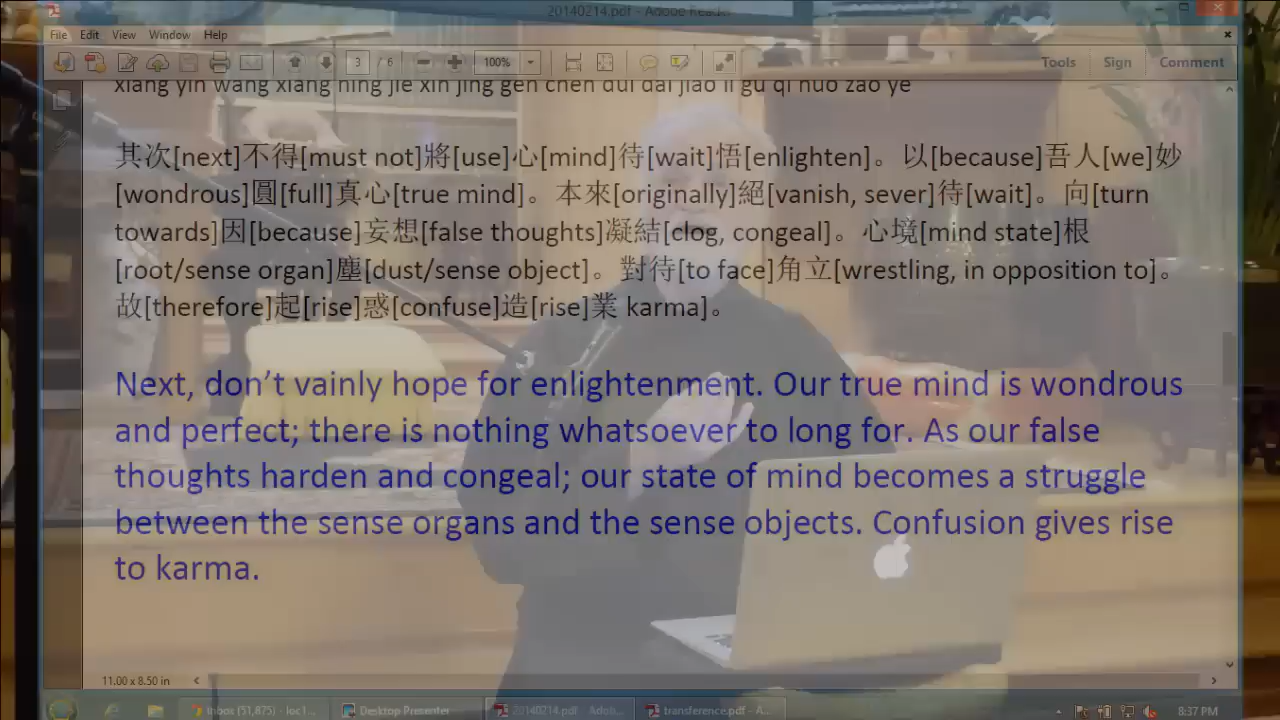 20140214.pdf - Adobe Reader
File Edit View Window Help
3 / 6 100% Tools Sign Comment
xiang yin wang xiang ning jie xin jing gen chen dui dai jiao li gu qi huo zao ye
其次[next]不得[must not]將[use]心[mind]待[wait]悟[enlighten]。以[because]吾人[we]妙
[wondrous]圓[full]真心[true mind]。本來[originally]絕[vanish, sever]待[wait]。向[turn
towards]因[because]妄想[false thoughts]凝結[clog, congeal]。心境[mind state]根
[root/sense organ]塵[dust/sense object]。對待[to face]角立[wrestling, in opposition to]。
故[therefore]起[rise]惑[confuse]造[rise]業 karma]。
Next, don’t vainly hope for enlightenment. Our true mind is wondrous
and perfect; there is nothing whatsoever to long for. As our false
thoughts harden and congeal; our state of mind becomes a struggle
between the sense organs and the sense objects. Confusion gives rise
to karma.
11.00 x 8.50 in
Inbox (51,875) - loc1... Desktop Presenter 20140214.pdf - Adob... transference.pdf - A... 8:37 PM